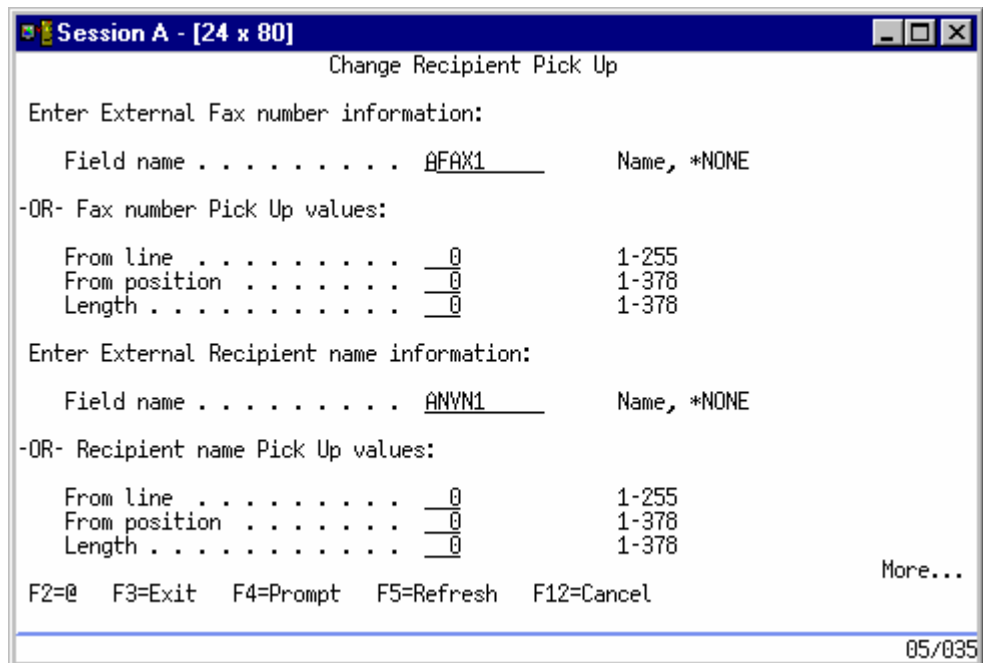 Session A - [24 x 80]
Change Recipient Pick Up
Enter External Fax number information:
Field name . . . . . . . . . AFAX1 Name, *NONE
-OR- Fax number Pick Up values:
From line . . . . . . . . . 0 1-255
From position . . . . . . . 0 1-378
Length . . . . . . . . . . . 0 1-378
Enter External Recipient name information:
Field name . . . . . . . . . ANVN1 Name, *NONE
-OR- Recipient name Pick Up values:
From line . . . . . . . . . 0 1-255
From position . . . . . . . 0 1-378
Length . . . . . . . . . . . 0 1-378
More...
F2=@ F3=Exit F4=Prompt F5=Refresh F12=Cancel
05/035